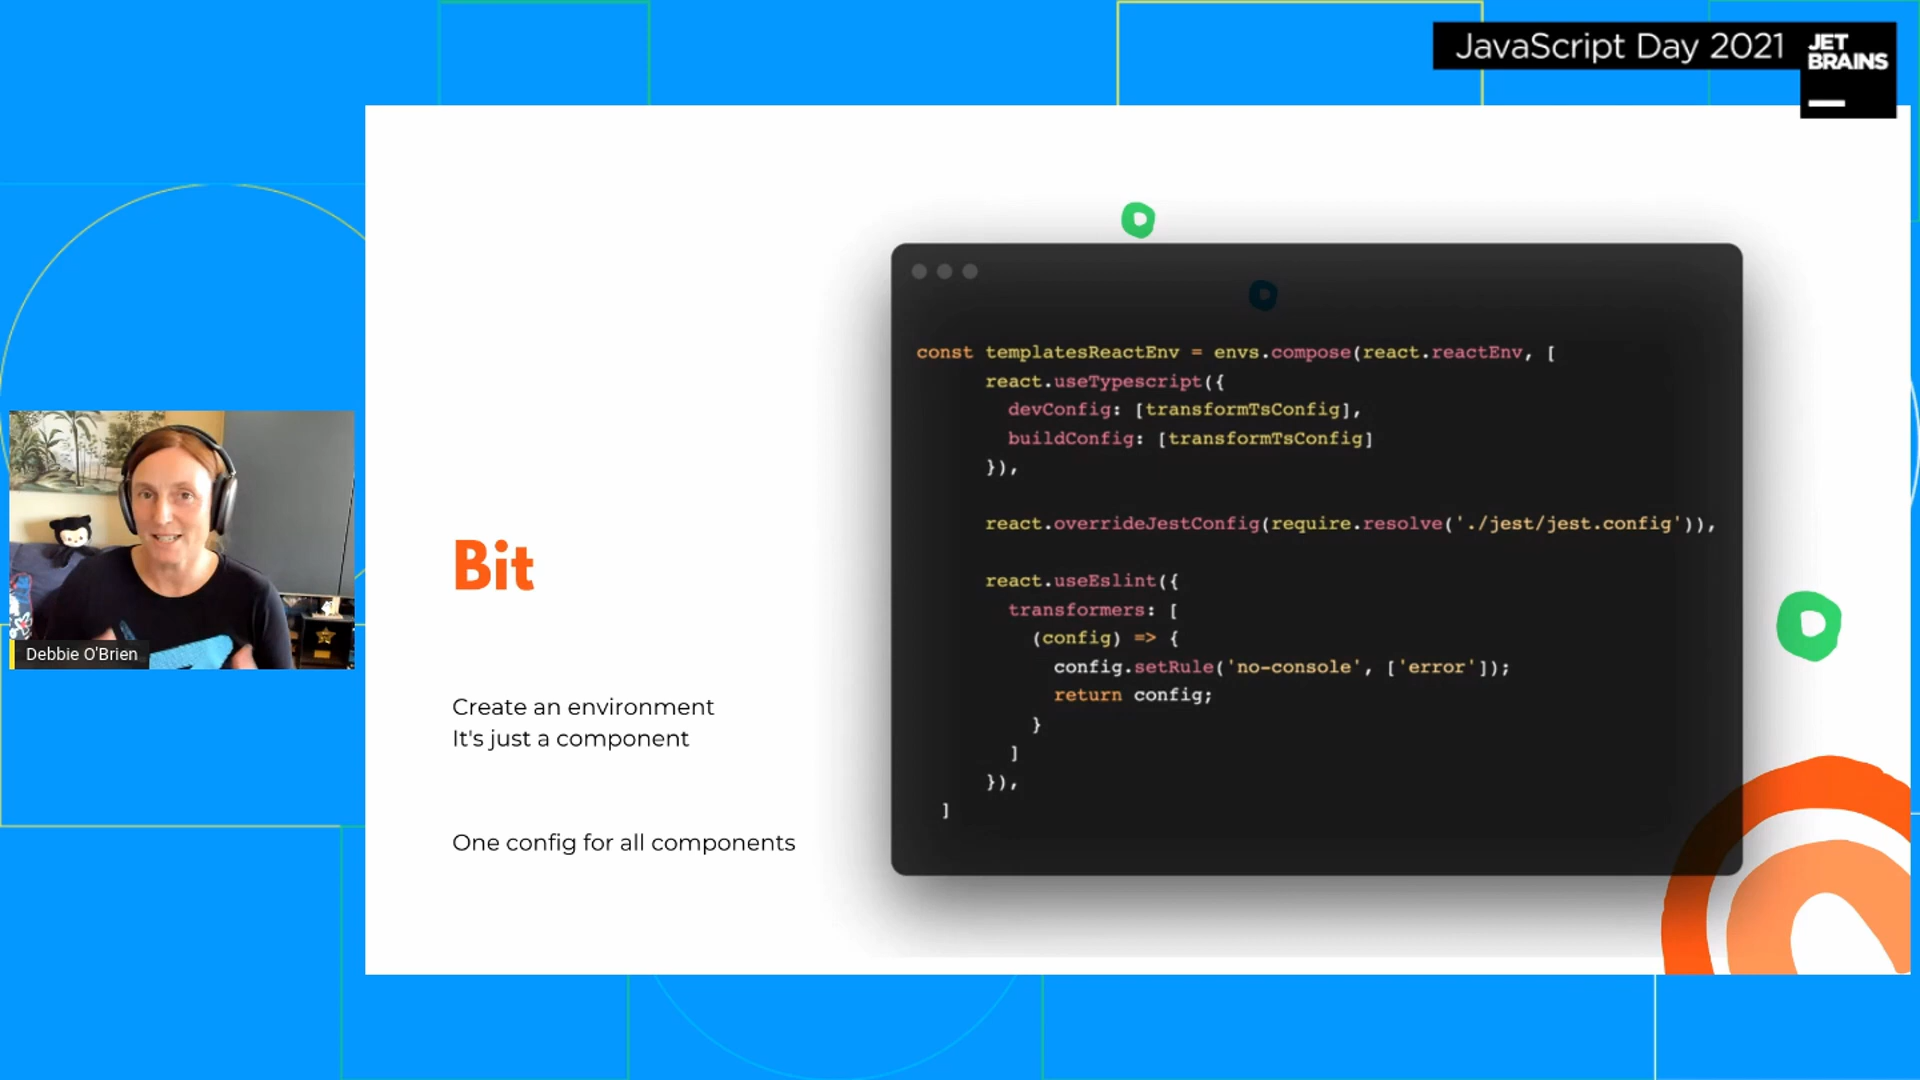 JavaScript Day 2021
JET
BRAINS
const templatesReactEnv = envs.compose(react.reactEnv, [
react.useTypescript({
devConfig: [transformTsConfig],
buildConfig: [transformTsConfig]
}),
react.overrideJestConfig(require.resolve('./jest/jest.config')),
react.useEslint({
transformers: [
(config) => {
config.setRule('no-console', ['error']);
return config;
}
]
}),
]
Bit
Debbie O'Brien
Create an environment
It's just a component
One config for all components